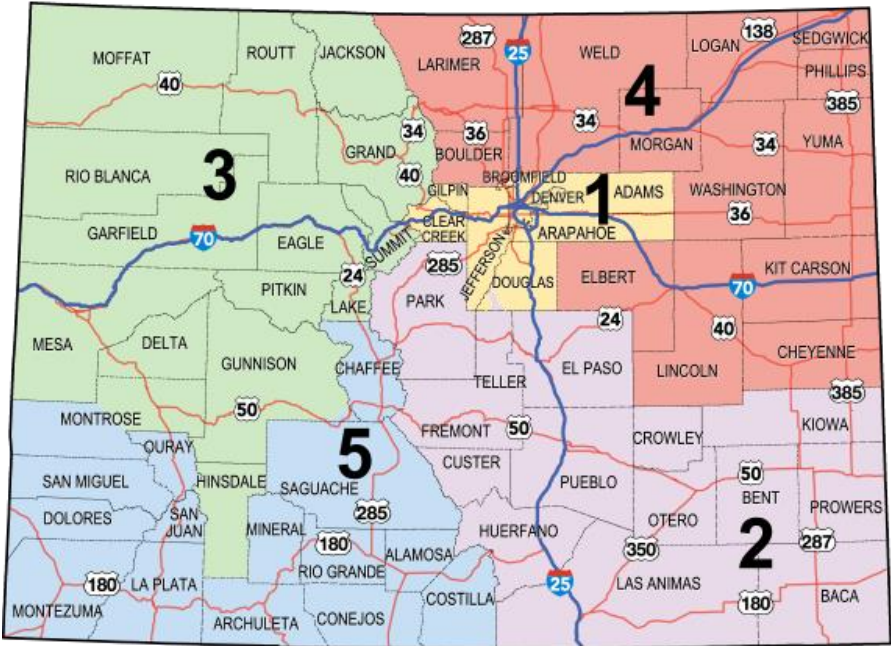 MOFFAT
ROUTT
JACKSON
287
25
WELD
LOGAN
138
SEDGWICK
LARIMER
PHILLIPS
40
4
385
34
36
34
34
YUMA
GRAND
BOULDER
MORGAN
40
RIO BLANCA
3
GILPIN
BROOMFIELD
DENVER
1
ADAMS
WASHINGTON
36
CLEAR
CREEK
GARFIELD
70
EAGLE
SUMMIT
285
JEFFERSON
ARAPAHOE
24
PITKIN
LAKE
PARK
DOUGLAS
ELBERT
70
KIT CARSON
24
40
MESA
DELTA
GUNNISON
CHAFFEE
TELLER
EL PASO
LINCOLN
CHEYENNE
385
50
MONTROSE
OURAY
5
FREMONT
50
CROWLEY
KIOWA
CUSTER
SAN MIGUEL
HINSDALE
SAGUACHE
PUEBLO
50
BENT
PROWERS
DOLORES
SAN
JUAN
MINERAL
285
HUERFANO
OTERO
2
287
180
ALAMOSA
350
RIO GRANDE
180
LA PLATA
COSTILLA
25
LAS ANIMAS
180
BACA
MONTEZUMA
ARCHULETA
CONEJOS